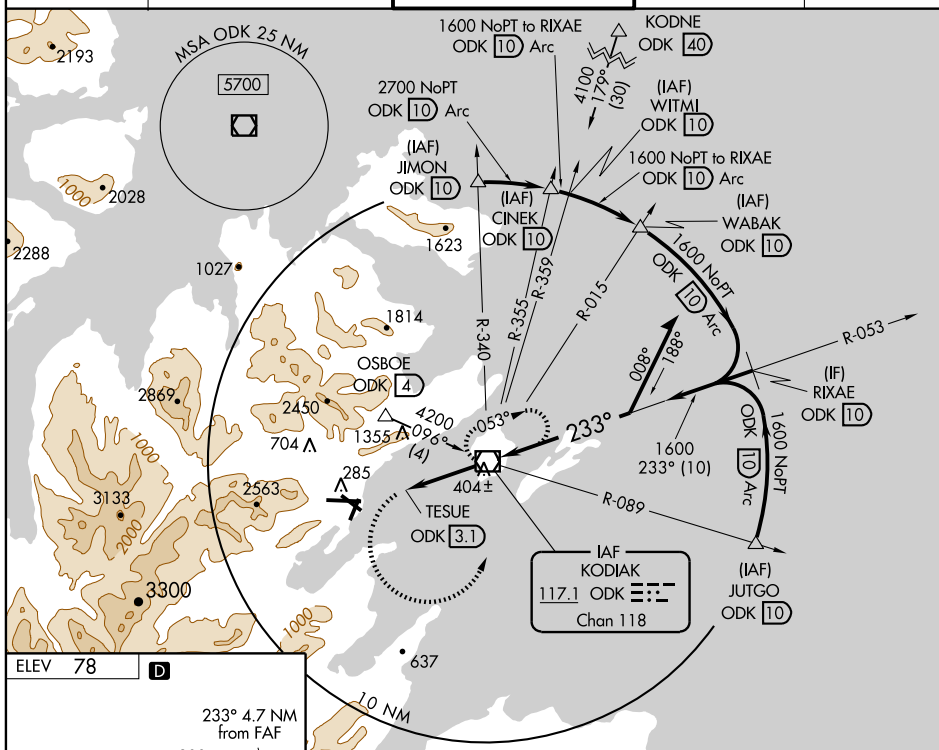 2193
MSA ODK 25 NM
5700
1600 NoPT to RIXAE
ODK 10 Arc
KODNE
ODK 40
4100
179°
(30)
2700 NoPT
ODK 10 Arc
(IAF)
WITMI
ODK 10
(IAF)
JIMON
ODK 10
1600 NoPT to RIXAE
ODK 10 Arc
(IAF)
CINEK
ODK 10
(IAF)
WABAK
ODK 10
1000
2028
2288
1623
1027
1600 NoPT
ODK 10 Arc
R-340
R-355
R-359
R-015
R-053
1814
008°
188°
(IF)
RIXAE
ODK 10
OSBOE
ODK 4
2869
2450
4200
096°
(4)
053°
233°
1355
704
1000
1600
233° (10)
ODK 10 Arc
1600 NoPT
285
404±
2563
3133
2000
TESUE
ODK 3.1
R-089
IAF
KODIAK
117.1 ODK
Chan 118
(IAF)
JUTGO
ODK 10
3300
1000
637
10 NM
ELEV 78
D
233° 4.7 NM
from FAF